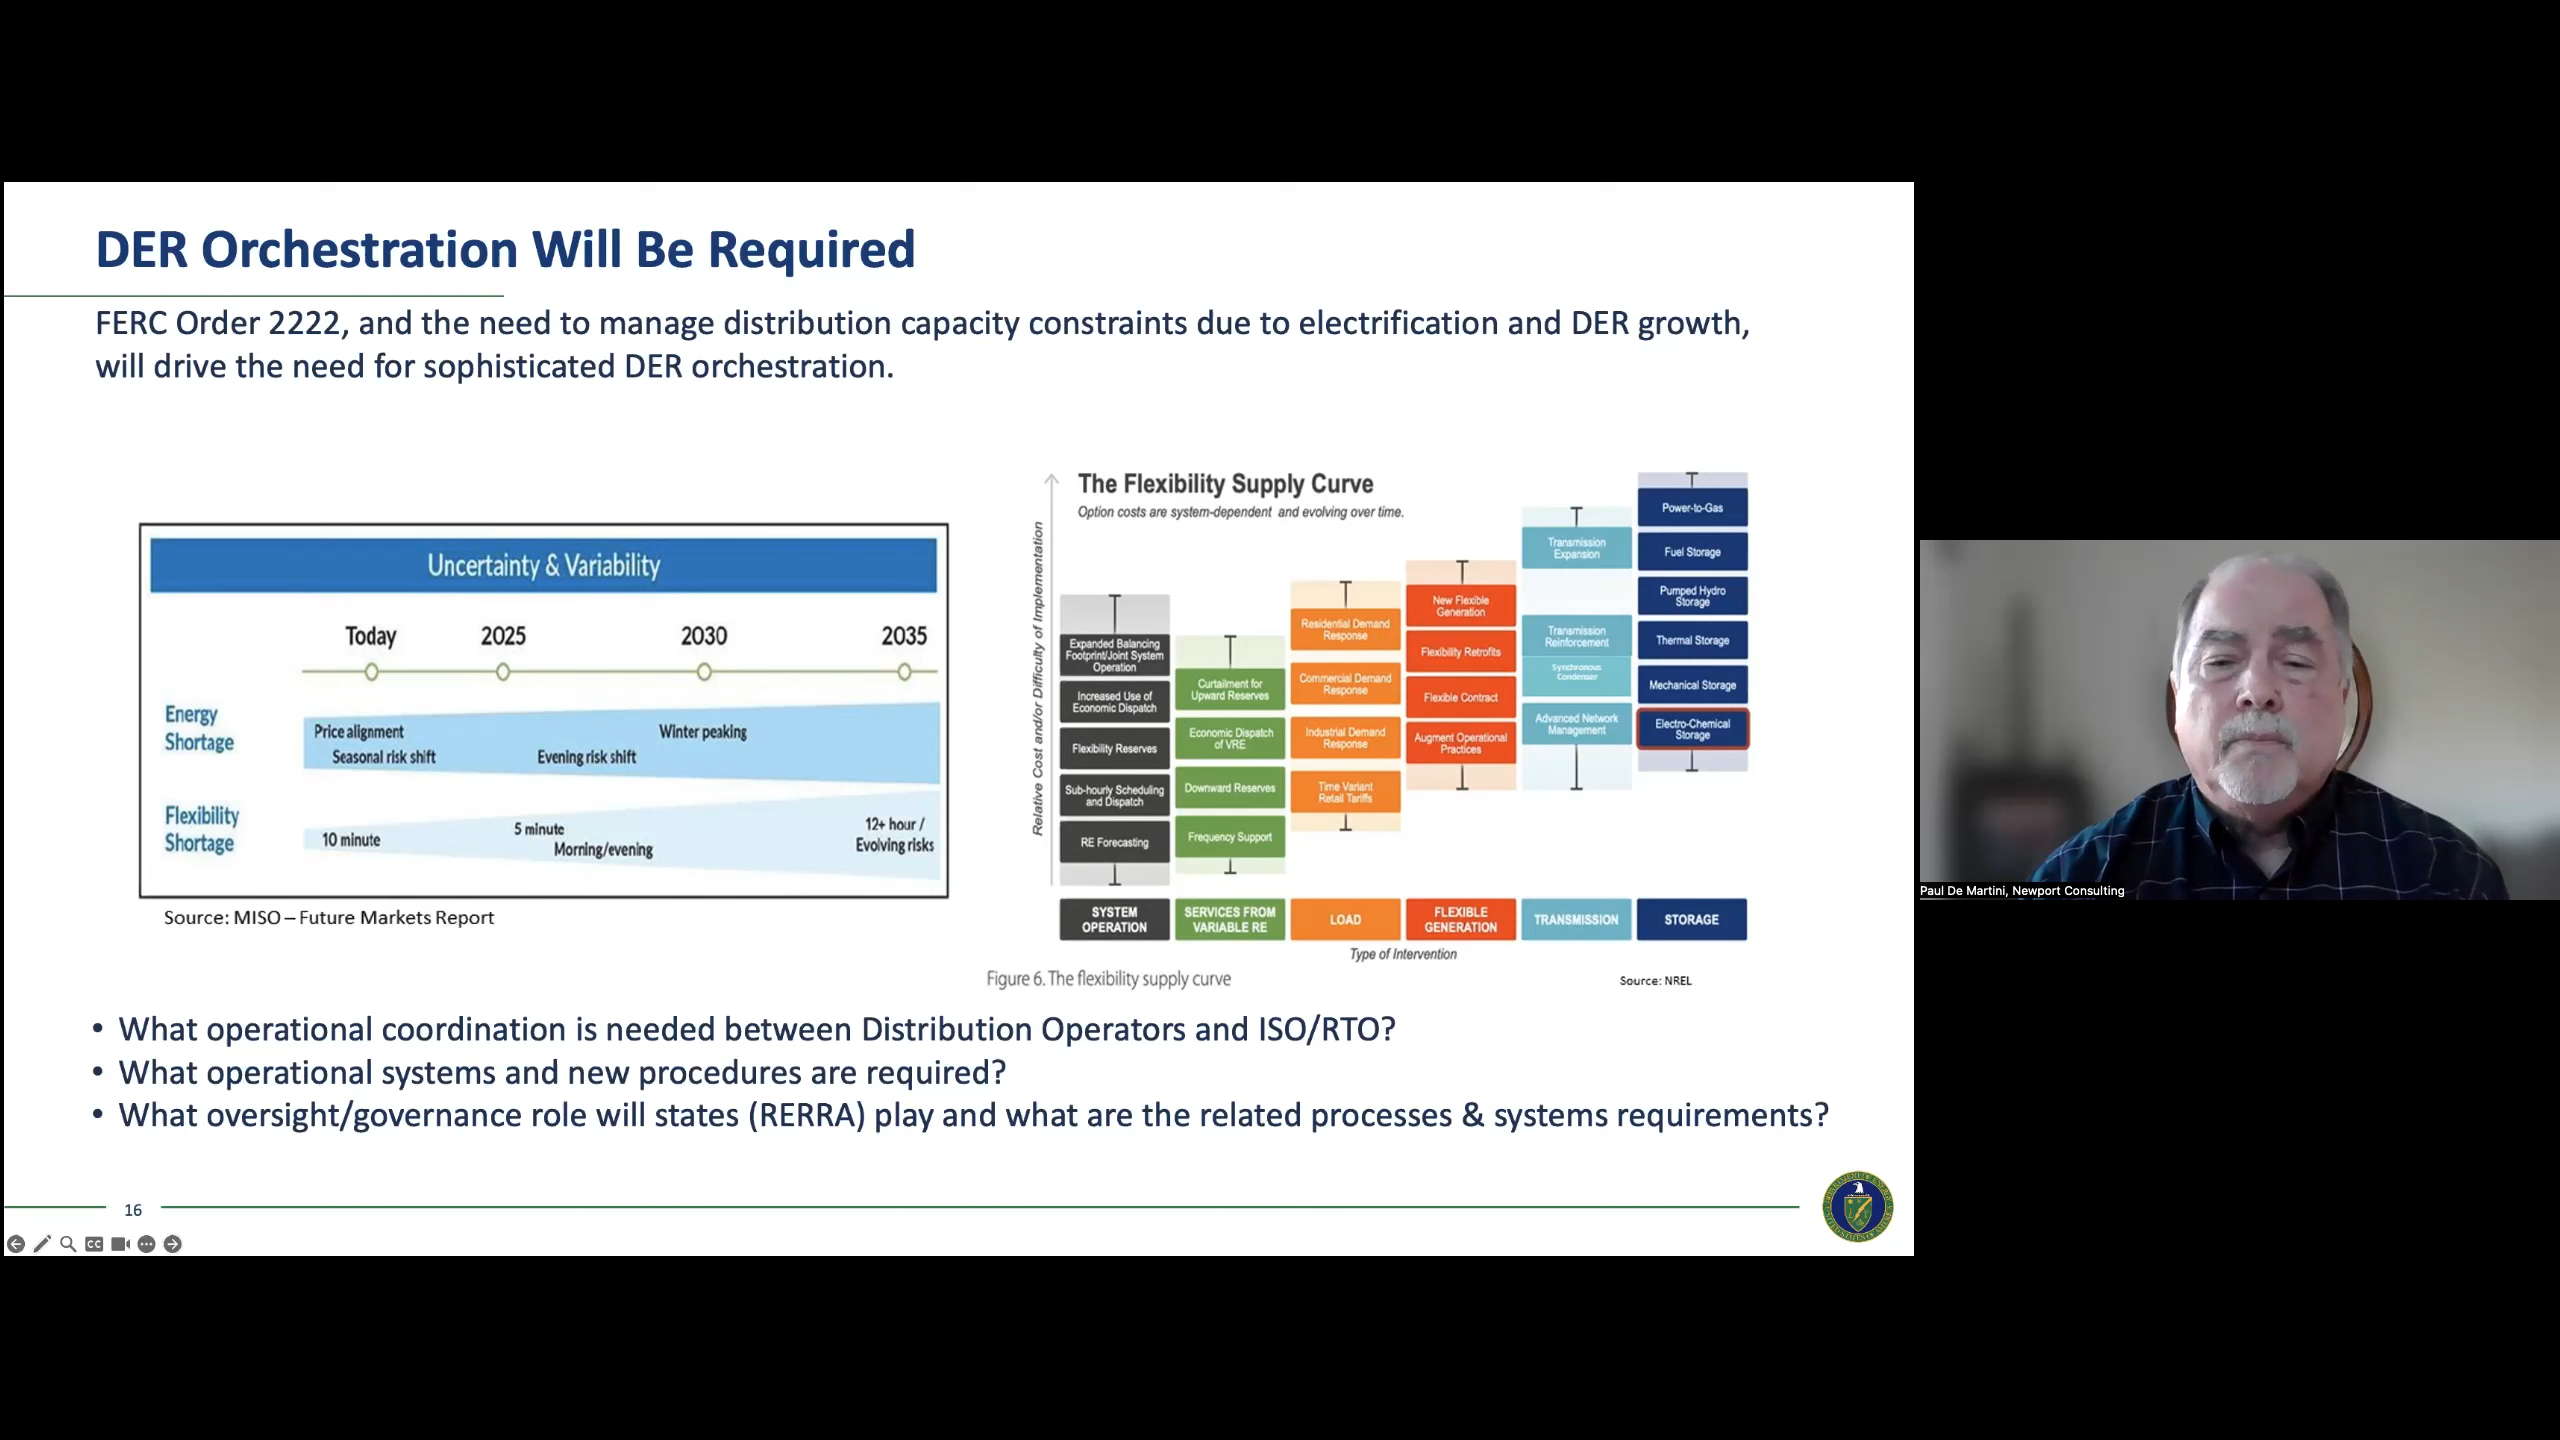 DER Orchestration Will Be Required
FERC Order 2222, and the need to manage distribution capacity constraints due to electrification and DER growth,
will drive the need for sophisticated DER orchestration.
Uncertainty & Variability
Today
2025
2030
2035
Energy
Shortage
Price alignment
Seasonal risk shift
Evening risk shift
Winter peaking
Flexibility
Shortage
10 minute
5 minute
Morning/evening
12+ hour /
Evolving risks
Source: MISO – Future Markets Report
The Flexibility Supply Curve
Option costs are system-dependent and evolving over time.
Relative Cost and/or Difficulty of Implementation
Expanded Balancing
Footprint/Joint System
Operation
Increased Use of
Economic Dispatch
Flexibility Reserves
Sub-hourly Scheduling
and Dispatch
RE Forecasting
SYSTEM
OPERATION
Curtailment for
Upward Reserves
Economic Dispatch
of VRE
Downward Reserves
Frequency Support
SERVICES FROM
VARIABLE RE
Residential Demand
Response
Commercial Demand
Response
Industrial Demand
Response
Time Variant
Retail Tariffs
LOAD
New Flexible
Generation
Flexibility Retrofits
Flexible Contract
Augment Operational
Practices
FLEXIBLE
GENERATION
Transmission
Expansion
Transmission
Reinforcement
Synchronous
Condenser
Advanced Network
Management
TRANSMISSION
Power-to-Gas
Fuel Storage
Pumped Hydro
Storage
Thermal Storage
Mechanical Storage
Electro-Chemical
Storage
STORAGE
Type of Intervention
Figure 6. The flexibility supply curve
Source: NREL
• What operational coordination is needed between Distribution Operators and ISO/RTO?
• What operational systems and new procedures are required?
• What oversight/governance role will states (RERRA) play and what are the related processes & systems requirements?
16
CC
Paul De Martini, Newport Consulting